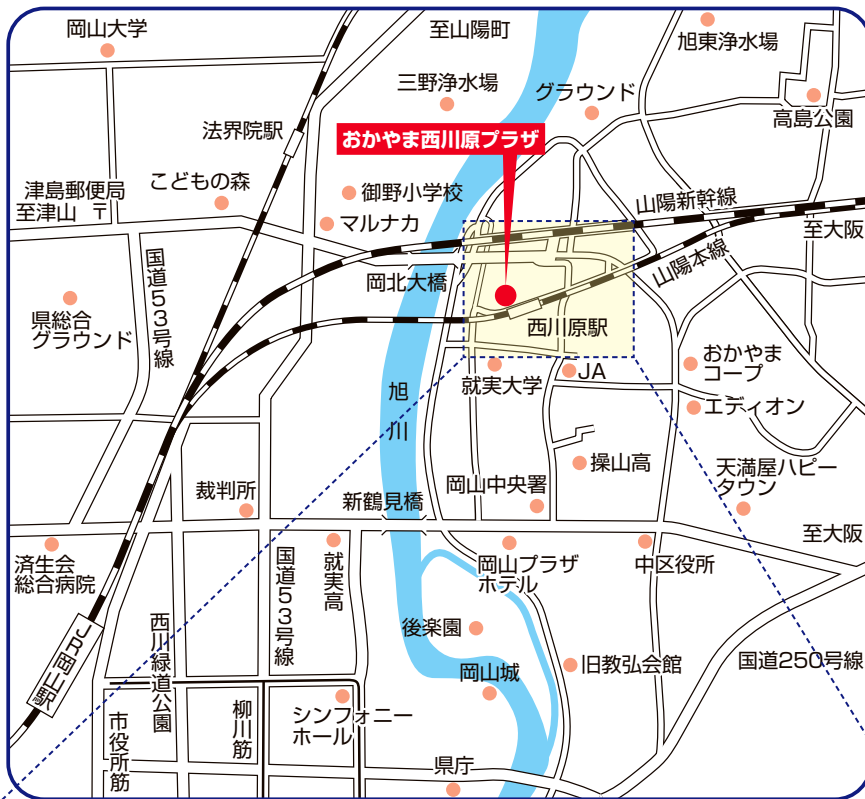 岡山大学
至山陽町
旭東浄水場
三野浄水場
グラウンド
高島公園
法界院駅
おかやま西川原プラザ
津島郵便局
至津山 〒
こどもの森
御野小学校
マルナカ
山陽新幹線
至大阪
山陽本線
国道53号線
岡北大橋
県総合
グラウンド
西川原駅
おかやま
コープ
JA
就実大学
旭川
エディオン
操山高
天満屋ハピー
タウン
裁判所
新鶴見橋
岡山中央署
至大阪
済生会
総合病院
国道53号線
就実高
岡山プラザ
ホテル
中区役所
西川緑道公園
後楽園
JR岡山駅
岡山城
旧教弘会館
国道250号線
市役所筋
柳川筋
シンフォニー
ホール
県庁